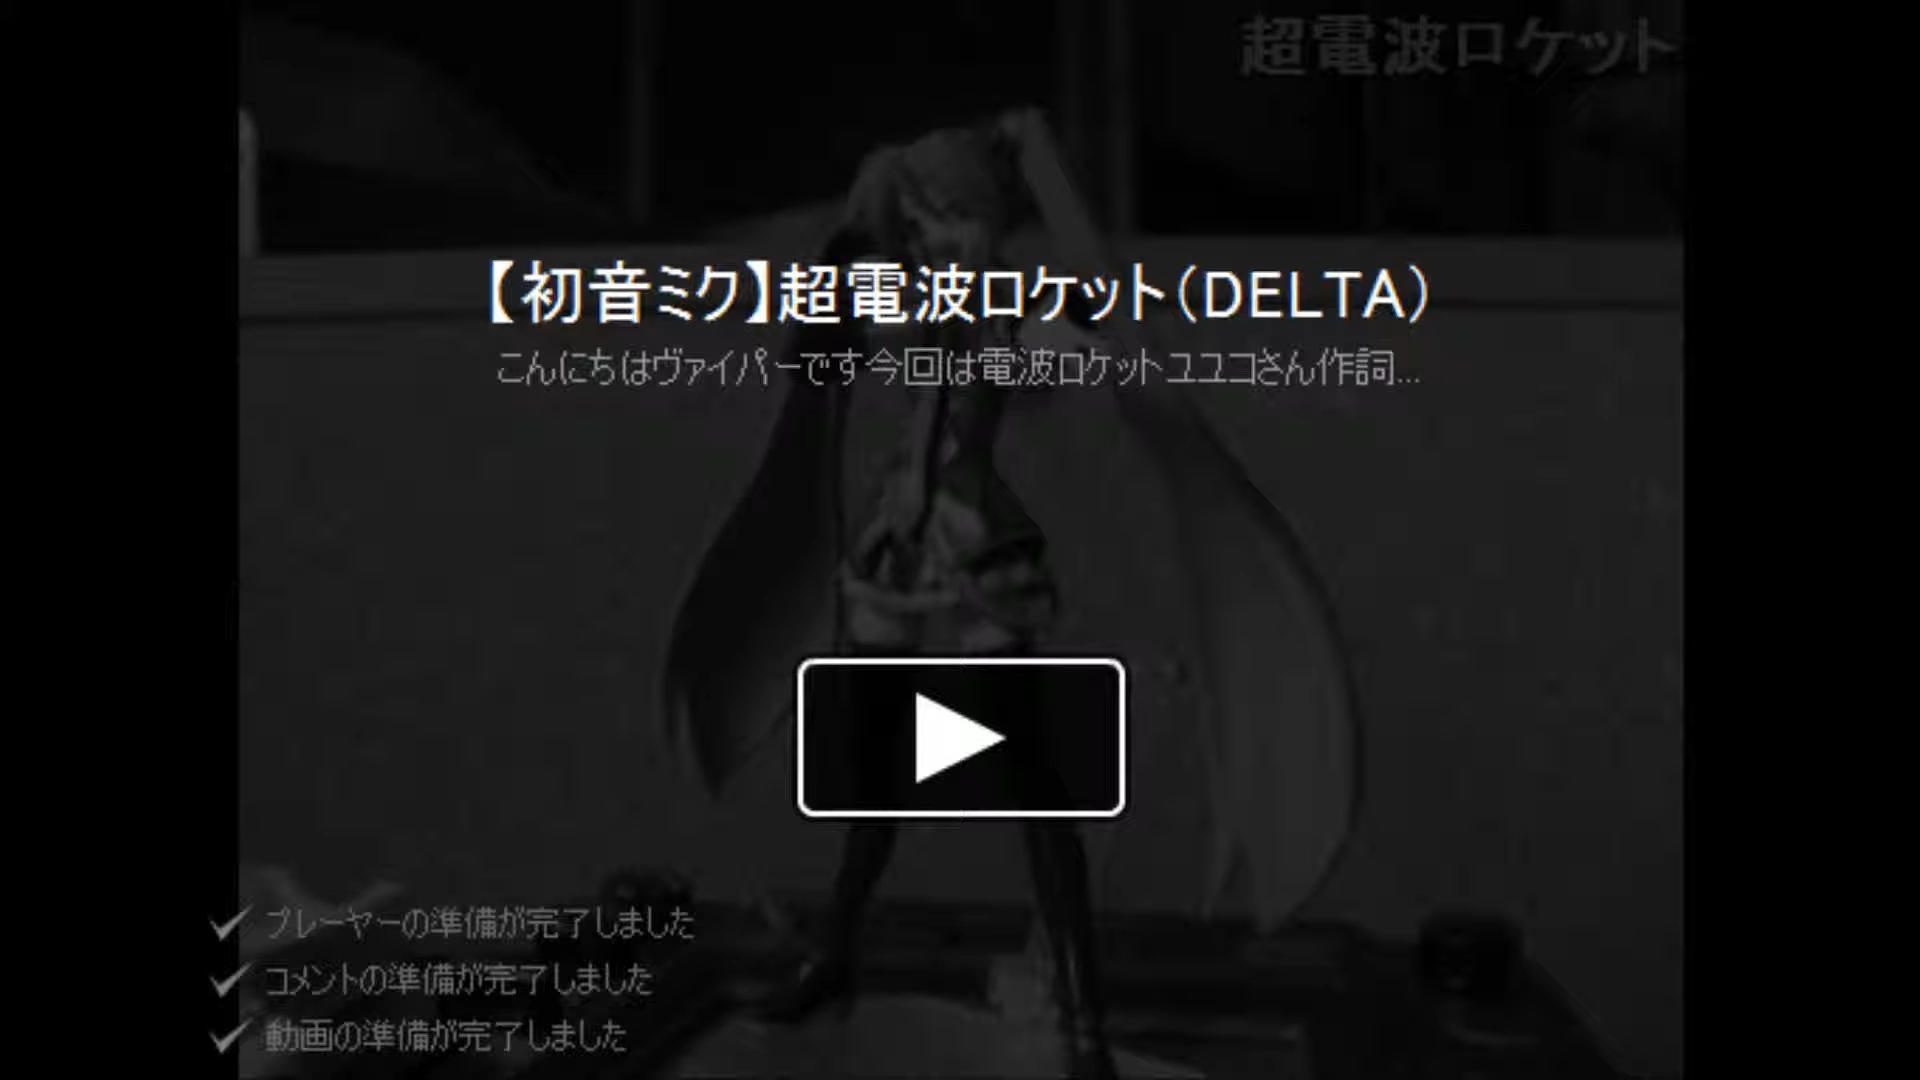 超電波ロケット
【初音ミク】超電波ロケット(DELTA)
こんにちはヴァイパーです今回は電波ロケットユユコさん作詞...
プレーヤーの準備が完了しました
コメントの準備が完了しました
動画の準備が完了しました